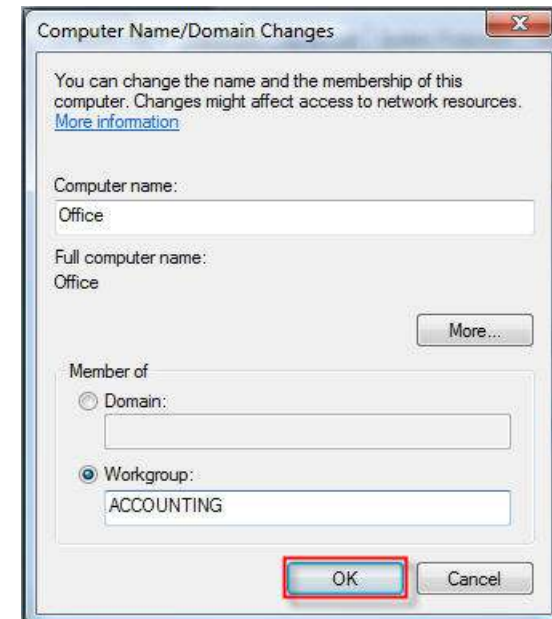 Computer Name/Domain Changes
You can change the name and the membership of this
computer. Changes might affect access to network resources.
More information
Computer name:
Office
Full computer name:
Office
More...
Member of
Domain:
Workgroup:
ACCOUNTING
OK
Cancel